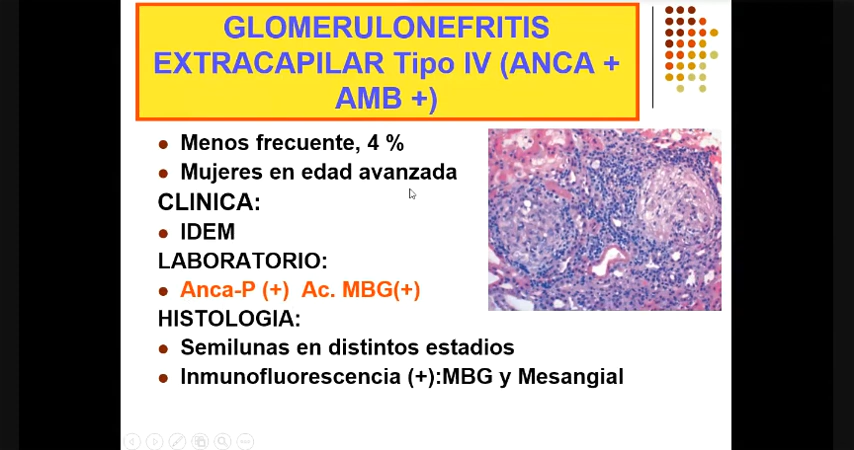 GLOMERULONEFRITIS
EXTRACAPILAR Tipo IV (ANCA +
AMB +)
Menos frecuente, 4 %
Mujeres en edad avanzada
CLINICA:
IDEM
LABORATORIO:
Anca-P (+)  Ac. MBG(+)
HISTOLOGIA:
Semilunas en distintos estadios
Inmunofluorescencia (+):MBG y Mesangial